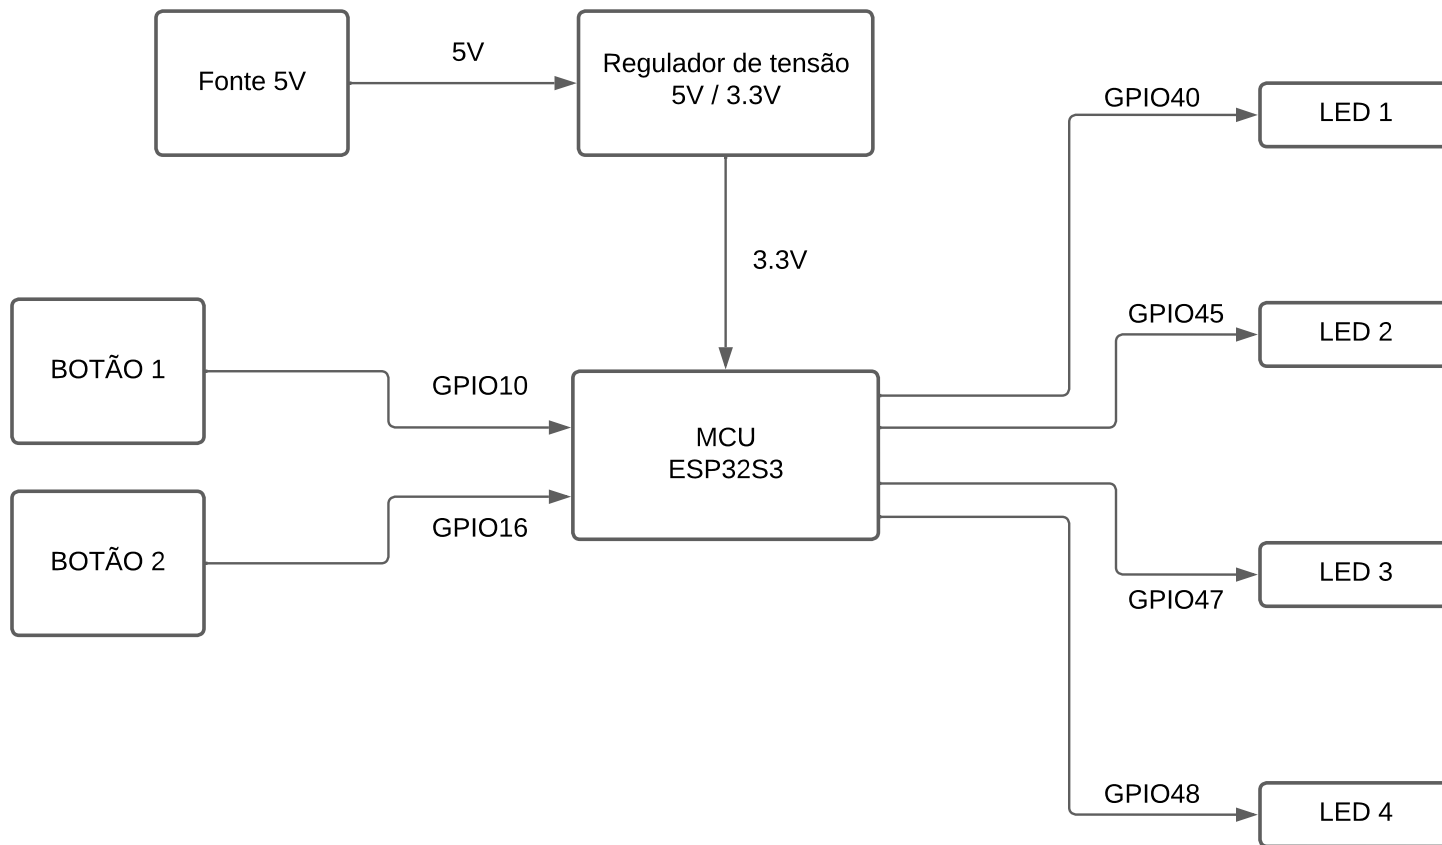 Fonte 5V
5V
Regulador de tensão
5V / 3.3V
3.3V
BOTÃO 1
GPIO10
BOTÃO 2
GPIO16
MCU
ESP32S3
GPIO40
LED 1
GPIO45
LED 2
GPIO47
LED 3
GPIO48
LED 4